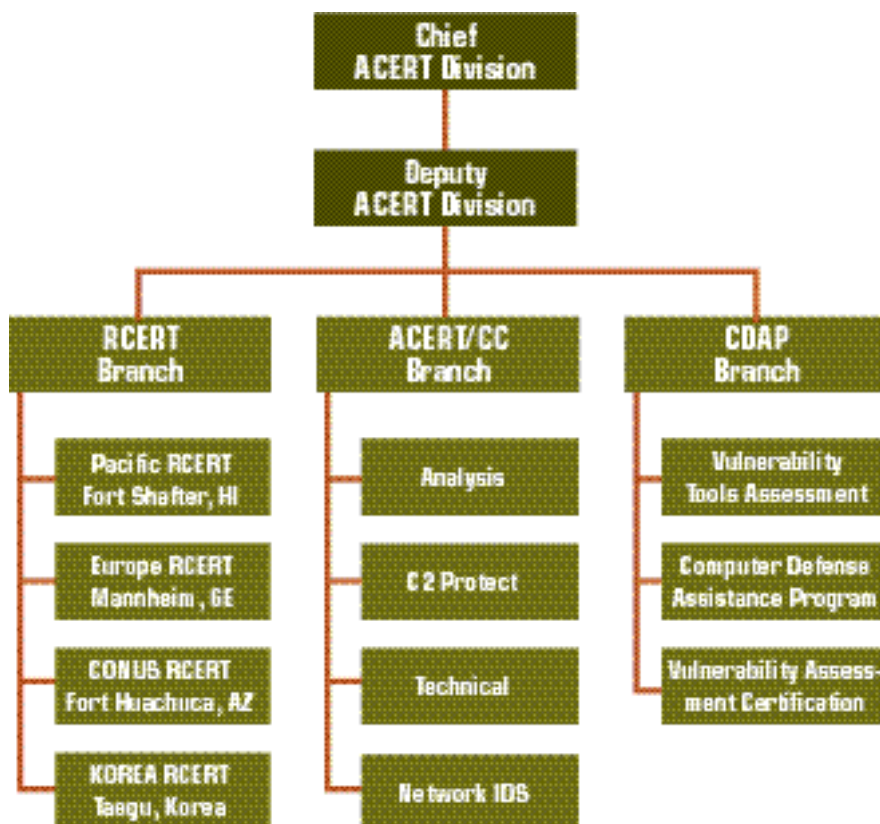 Chief
ACERT Division
Deputy
ACERT Division
RCERT
Branch
Pacific RCERT
Fort Shafter, HI
Europe RCERT
Mannheim, GE
CONUS RCERT
Fort Huachuca, AZ
KOREA RCERT
Taegu, Korea
ACERT/CC
Branch
Analysis
C2 Protect
Technical
Network IDS
CDAP
Branch
Vulnerability
Tools Assessment
Computer Defense
Assistance Program
Vulnerability Assess-
ment Certification